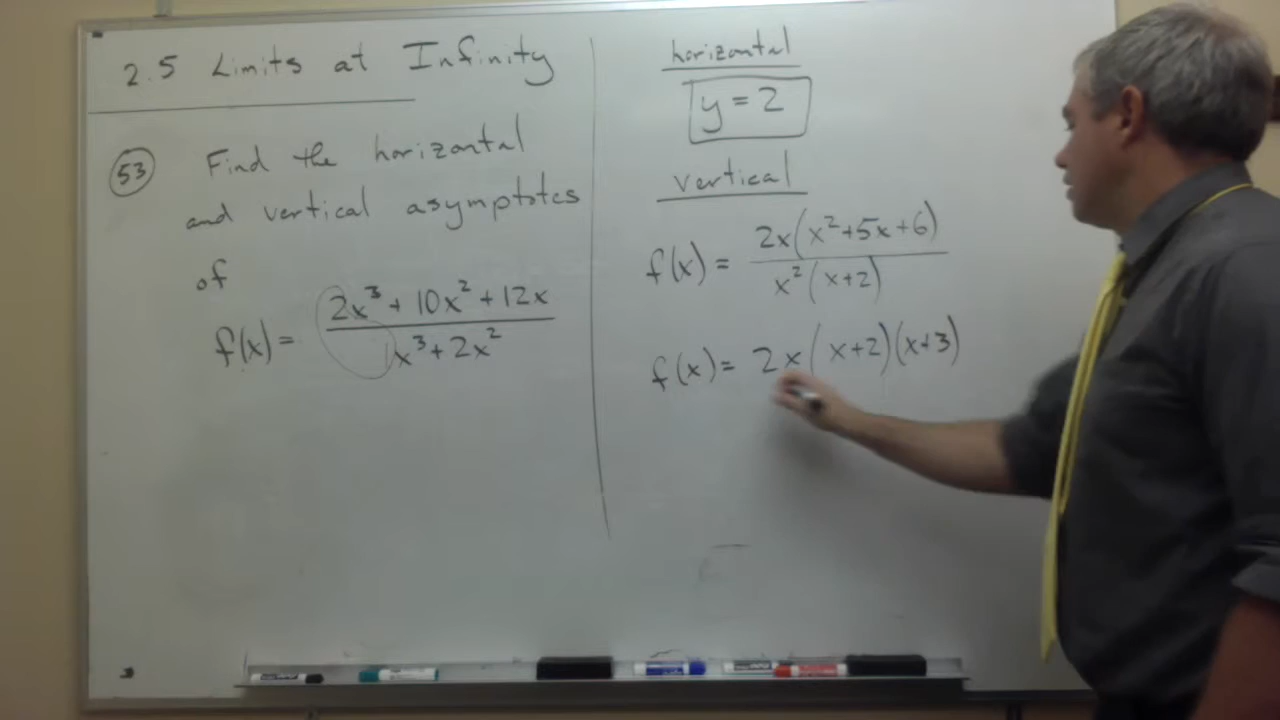 2.5 Limits at Infinity
53 Find the horizontal
and vertical asymptotes
of
f(x) = 2x³ + 10x² + 12x
1x³ + 2x²
horizontal
y = 2
vertical
f(x) = 2x(x²+5x+6)
x²(x+2)
f(x) = 2x(x+2)(x+3)